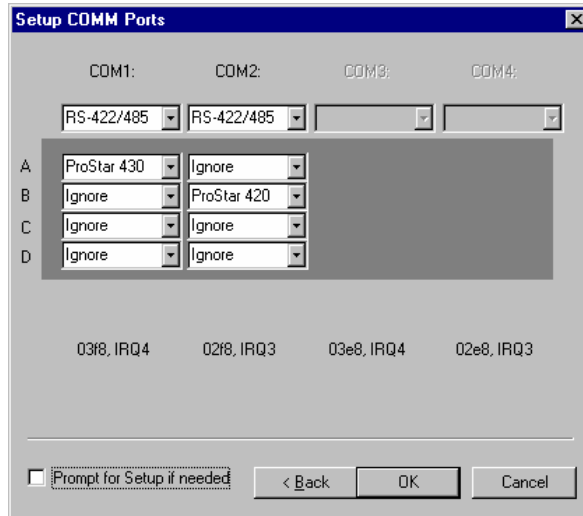 Setup COMM Ports
COM1: COM2: COM3: COM4:
RS-422/485 RS-422/485
A ProStar 430 Ignore
B Ignore ProStar 420
C Ignore Ignore
D Ignore Ignore
03f8, IRQ4 02f8, IRQ3 03e8, IRQ4 02e8, IRQ3
Prompt for Setup if needed < Back OK Cancel